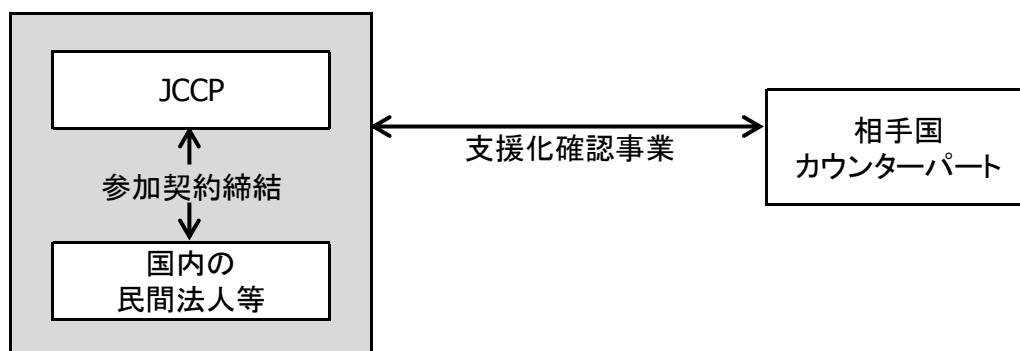 JCCP
参加契約締結
国内の
民間法人等
支援化確認事業
相手国
カウンターパート